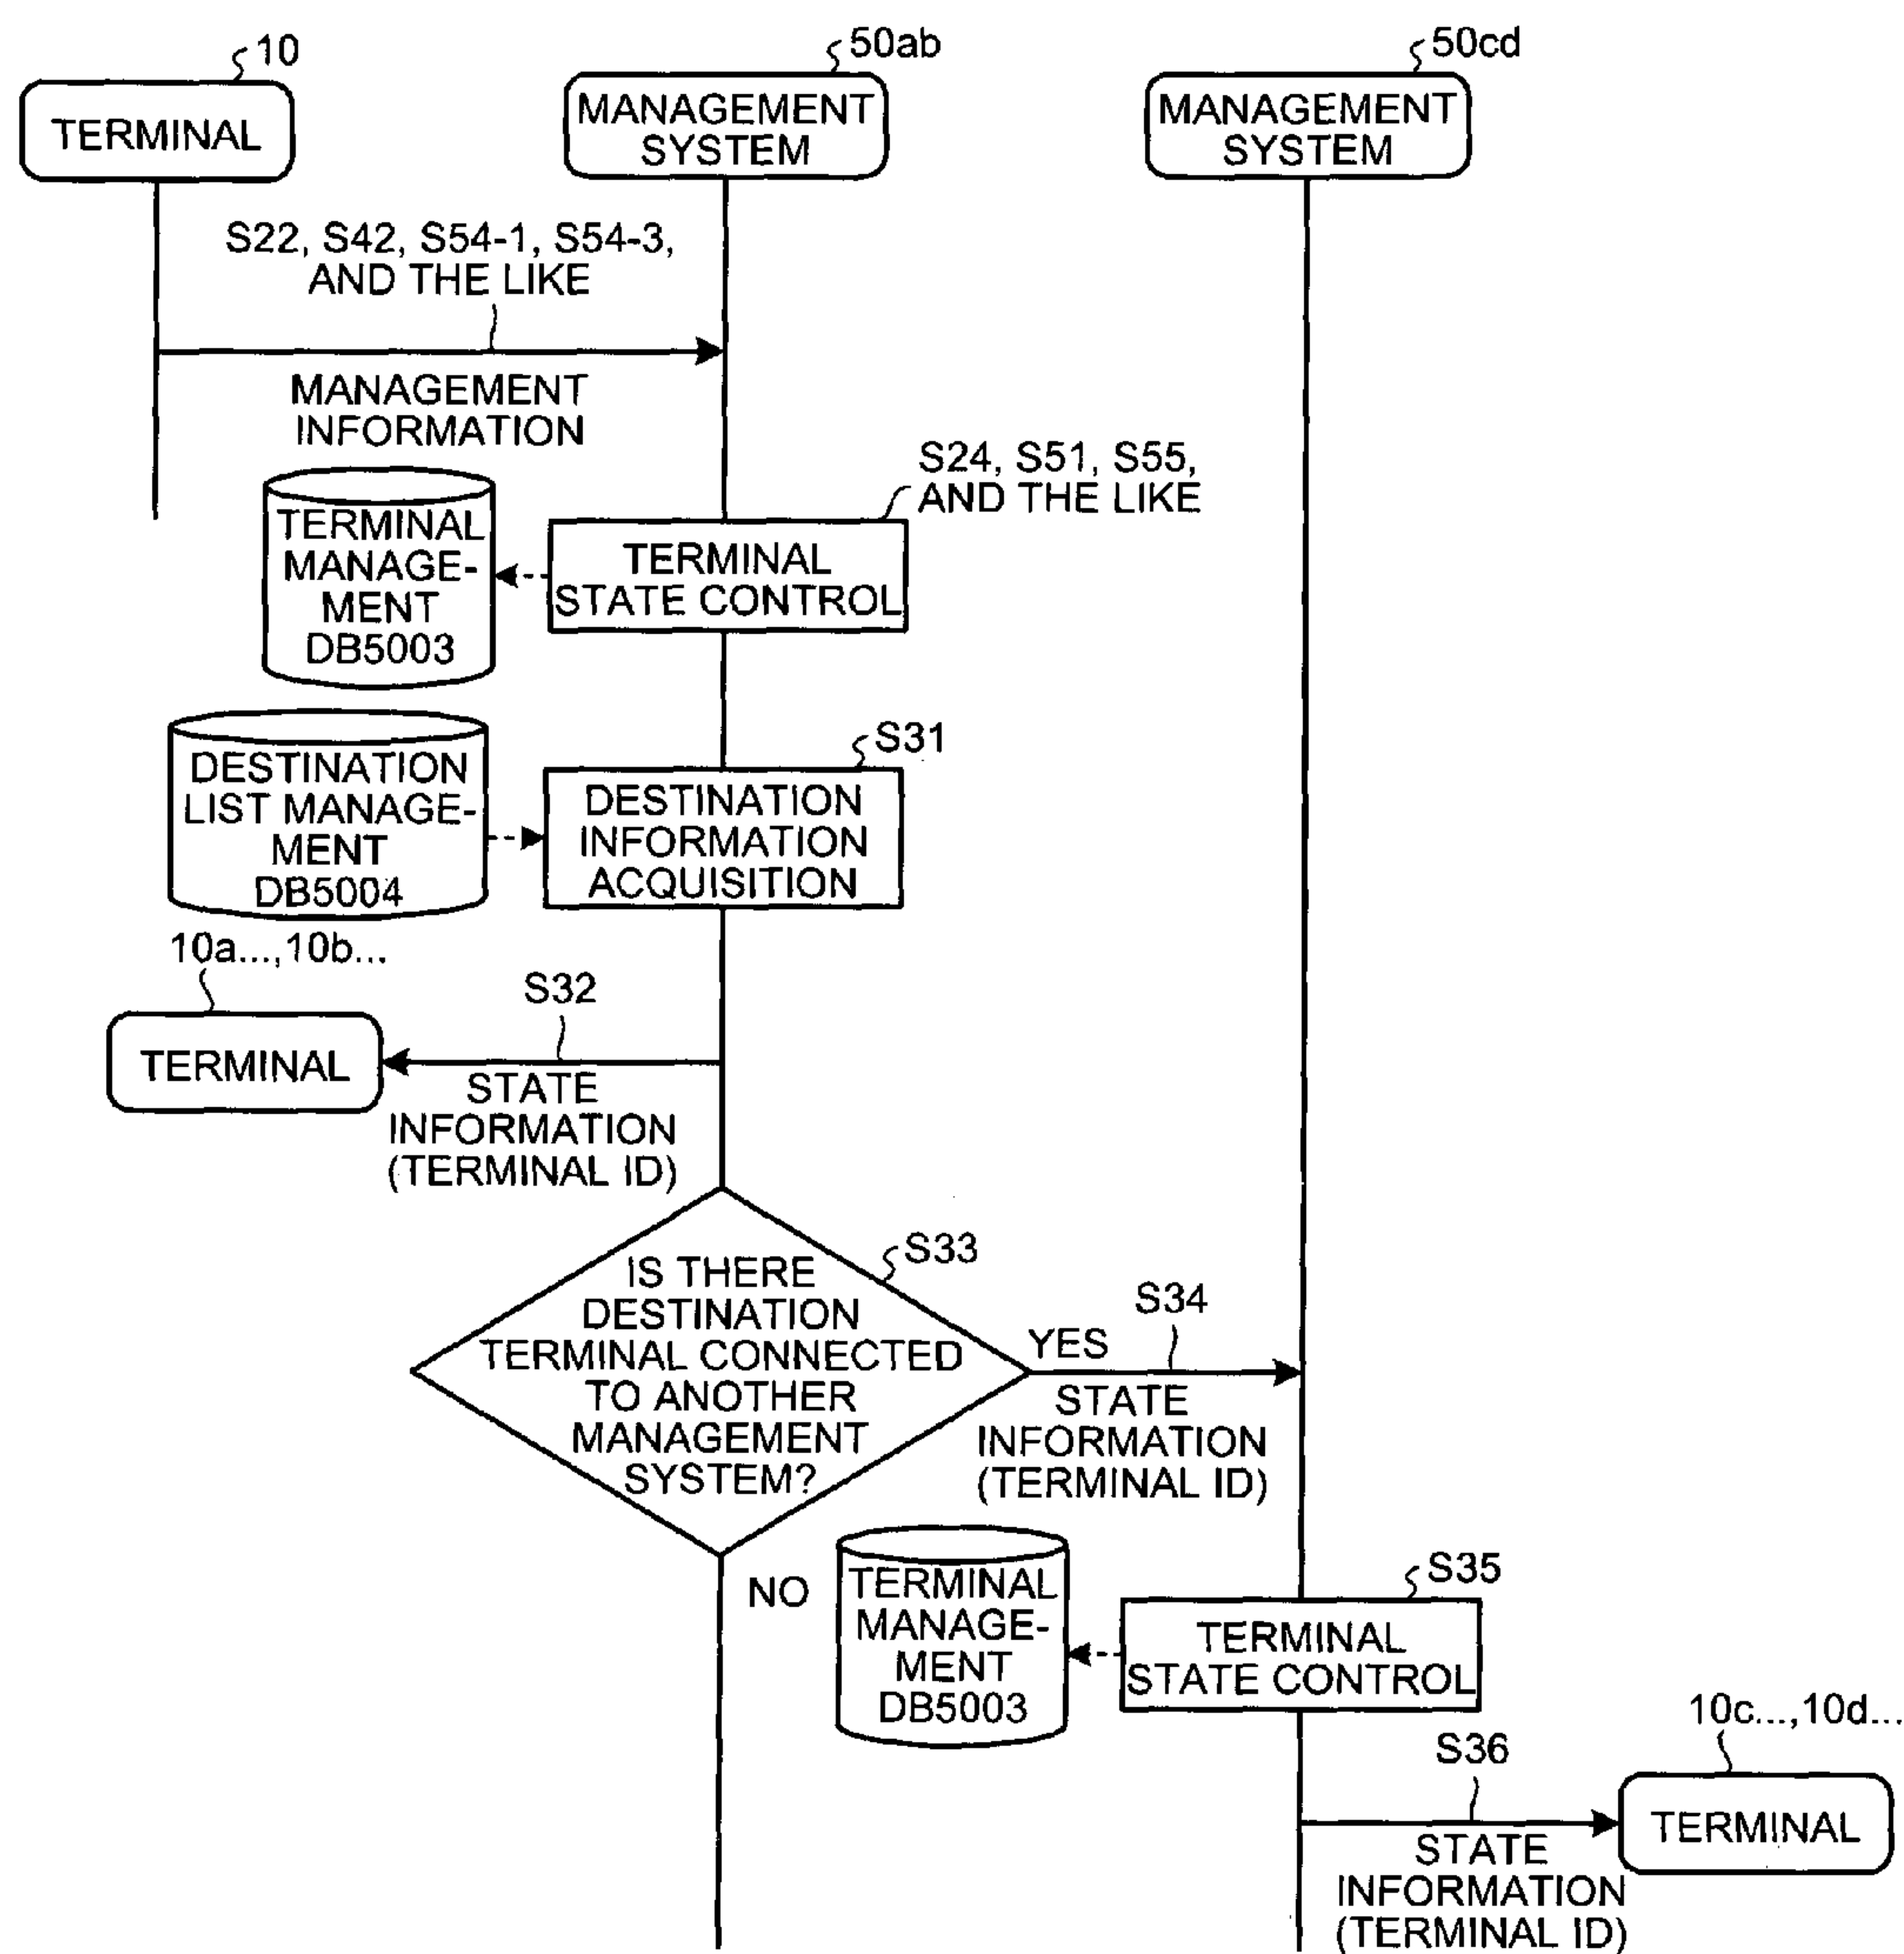 10
50ab
50cd
TERMINAL
MANAGEMENT
SYSTEM
MANAGEMENT
SYSTEM
S22, S42, S54-1, S54-3,
AND THE LIKE
MANAGEMENT
INFORMATION
S24, S51, S55,
AND THE LIKE
TERMINAL
MANAGE-
MENT
DB5003
TERMINAL
STATE CONTROL
S31
DESTINATION
LIST MANAGE-
MENT
DB5004
DESTINATION
INFORMATION
ACQUISITION
10a...,10b...
S32
TERMINAL
STATE
INFORMATION
(TERMINAL ID)
S33
IS THERE
DESTINATION
TERMINAL CONNECTED
TO ANOTHER
MANAGEMENT
SYSTEM?
S34
YES
STATE
INFORMATION
(TERMINAL ID)
NO
S35
TERMINAL
MANAGE-
MENT
DB5003
TERMINAL
STATE CONTROL
10c...,10d...
S36
TERMINAL
STATE
INFORMATION
(TERMINAL ID)